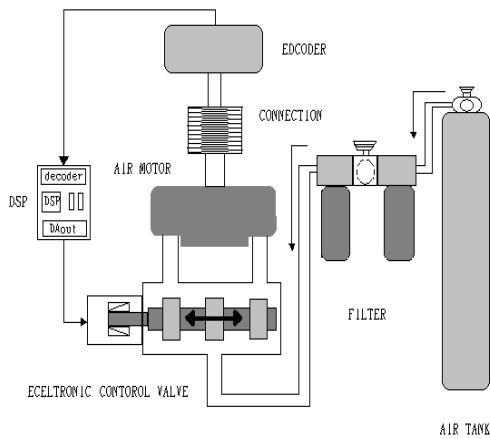 EDCODER
CONNECTION
AIR MOTOR
decoder
DSP
DSP
DAout
FILTER
ECELTRONIC CONTOROL VALVE
AIR TANK